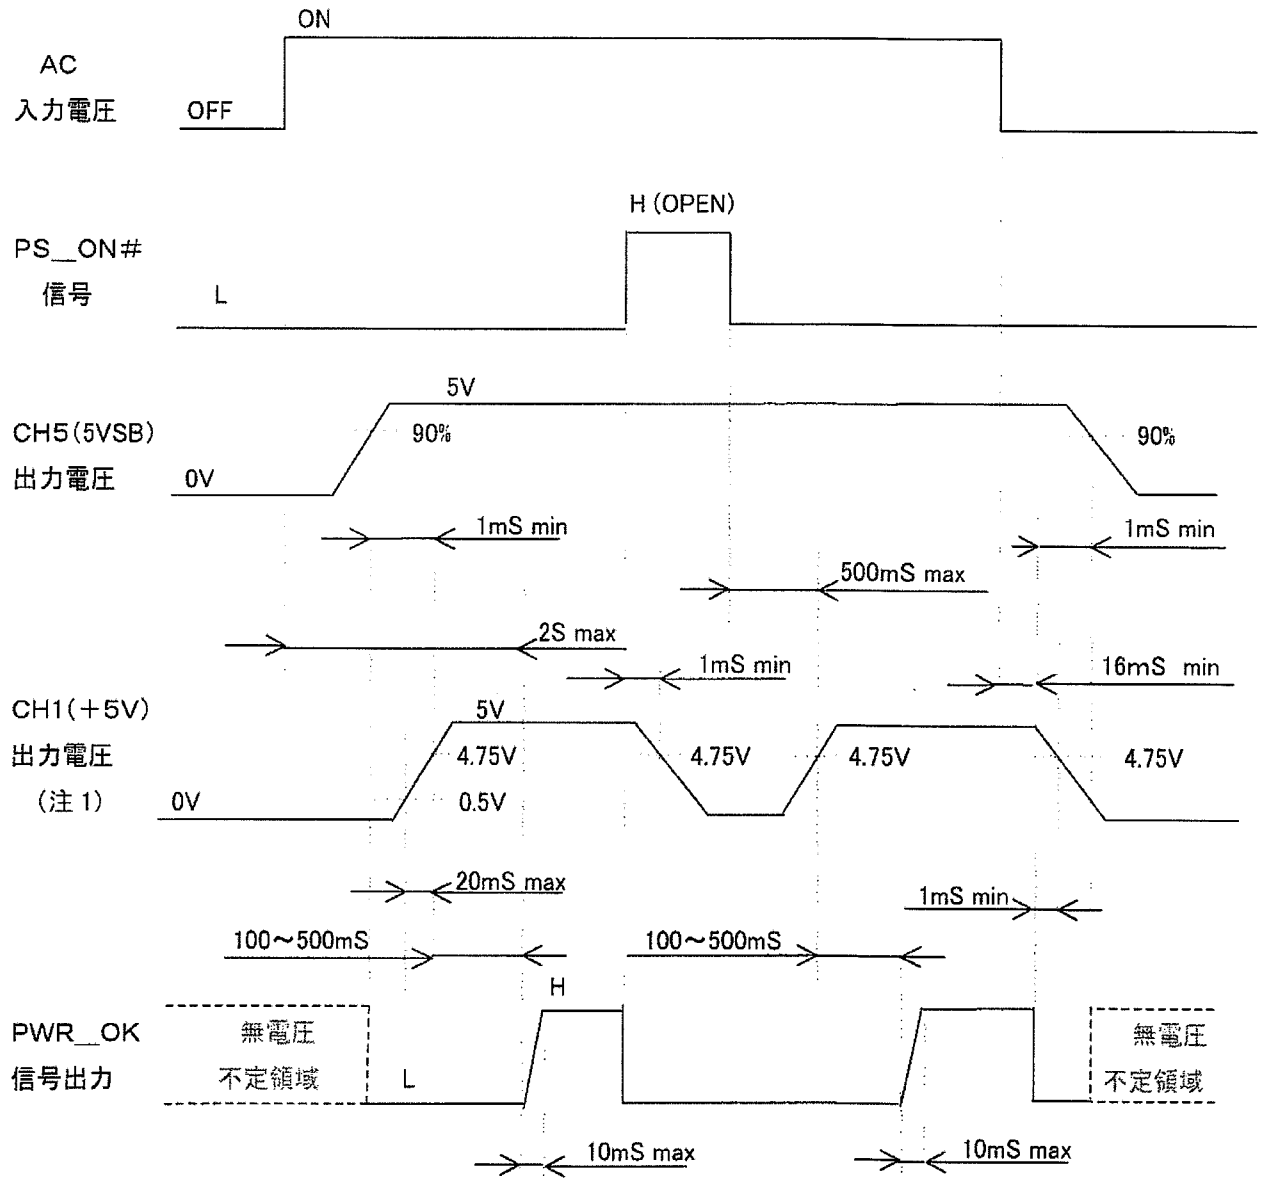 ON
AC
入力電圧
OFF
H (OPEN)
PS__ON#
信号
L
5V
CH5(5VSB)
90%
90%
出力電圧
0V
1mS min
1mS min
500mS max
2S max
1mS min
16mS min
CH1(+5V)
5V
出力電圧
4.75V
4.75V
4.75V
4.75V
(注1)
0V
0.5V
20mS max
1mS min
100~500mS
100~500mS
H
PWR__OK
無電圧
無電圧
信号出力
不定領域
L
不定領域
10mS max
10mS max